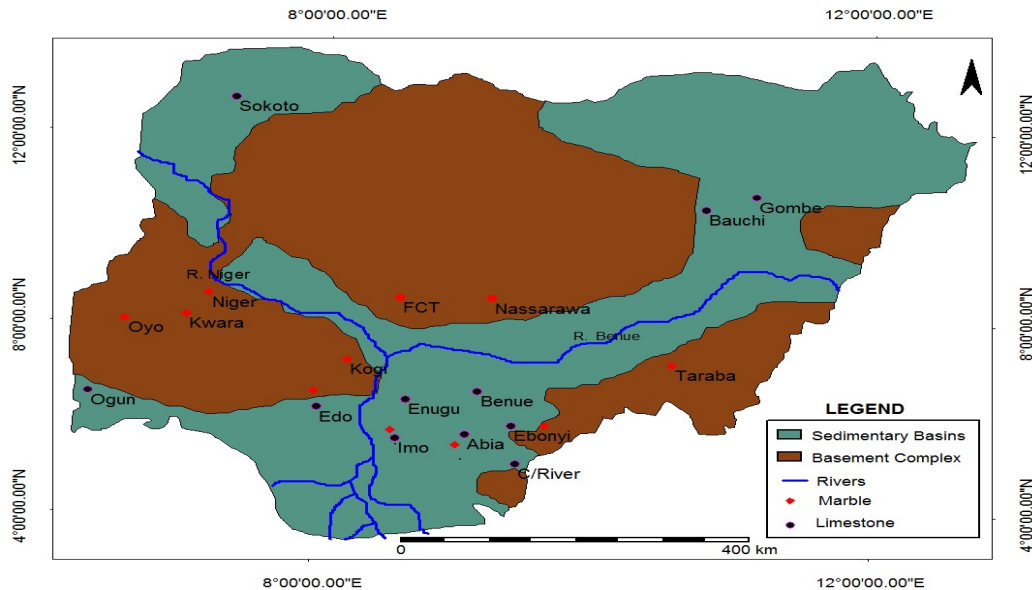 8°00'00.00"E
12°00'00.00"E
12°00'00.00"N
12°00'00.00"N
Sokoto
Gombe
Bauchi
R. Niger
Niger
FCT
Nassarawa
8°00'00.00"N
8°00'00.00"N
Oyo
Kwara
R. Benue
Kogi
Taraba
Ogun
Benue
Enugu
Edo
Ebonyi
Abia
Imo
C/River
LEGEND
Sedimentary Basins
Basement Complex
Rivers
Marble
Limestone
4°00'00.00"N
4°00'00.00"N
0
400 km
8°00'00.00"E
12°00'00.00"E